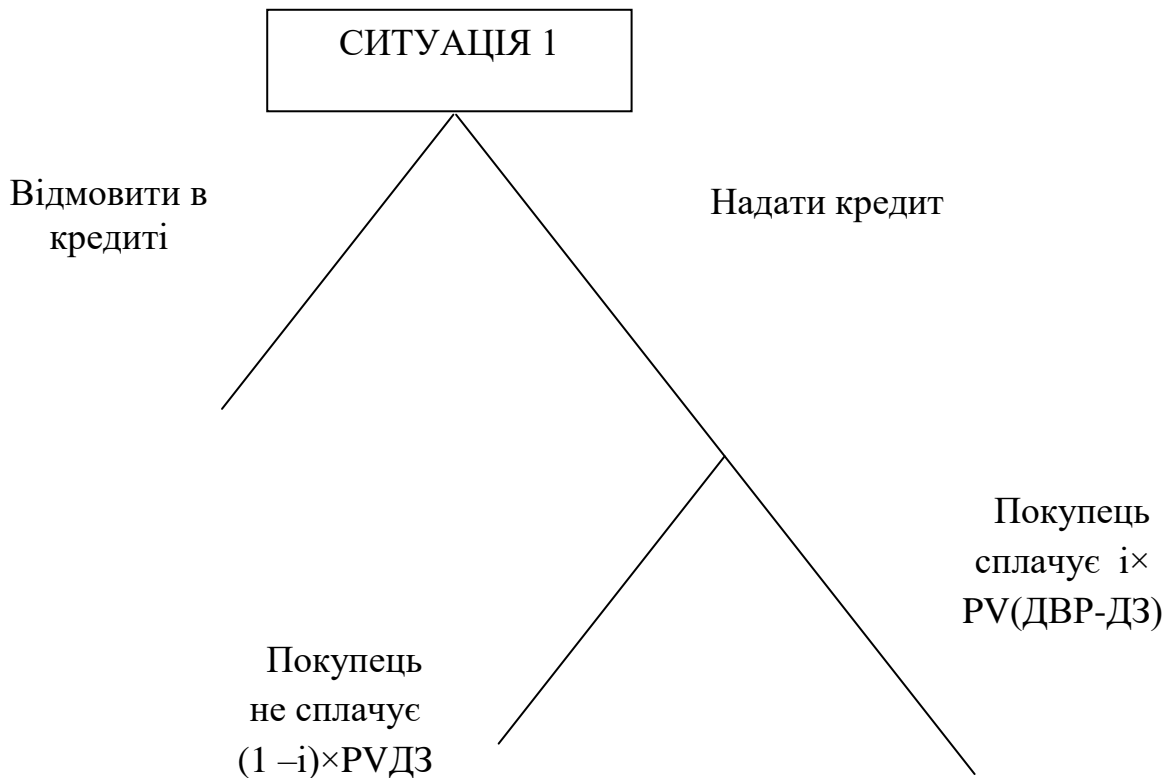 СИТУАЦІЯ 1
Відмовити в
кредиті
Надати кредит
Покупець
сплачує і×
PV(ДВР-ДЗ)
Покупець
не сплачує
(1 –і)×PVДЗ